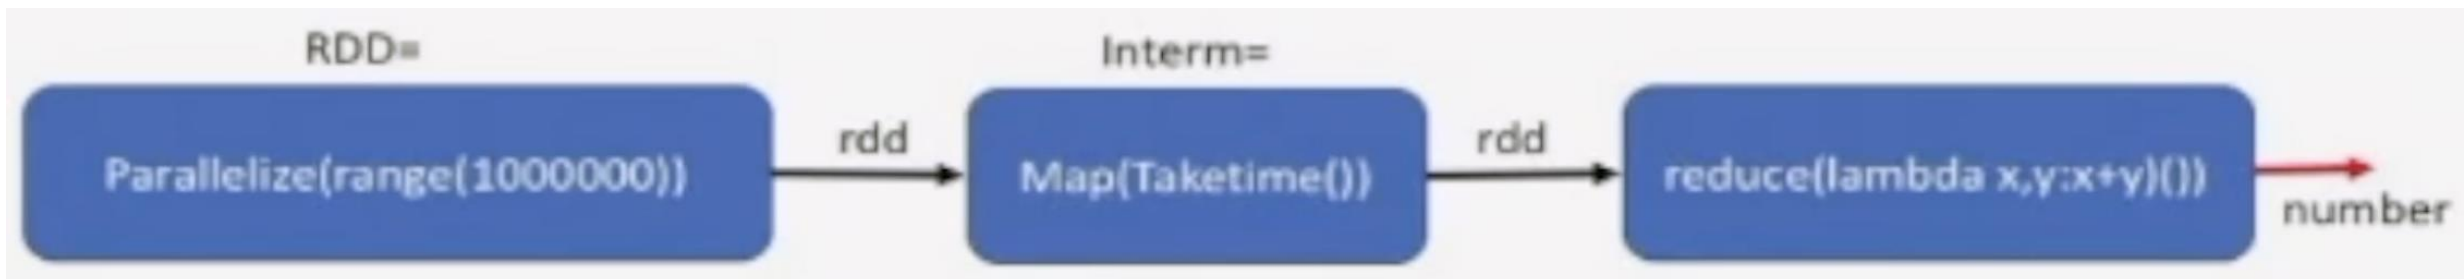 RDD=
Parallelize(range(1000000))
rdd
Interm=
Map(Taketime())
rdd
reduce(lambda x,y:x+y)())
number